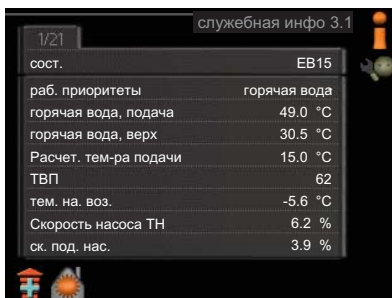 служебная инфо 3.1
1/21
сост. EB15
раб. приоритеты горячая вода
горячая вода, подача 49.0 °C
горячая вода, верх 30.5 °C
Расчет. тем-ра подачи 15.0 °C
ТВП 62
тем. на. воз. -5.6 °C
Скорость насоса ТН 6.2 %
ск. под. нас. 3.9 %